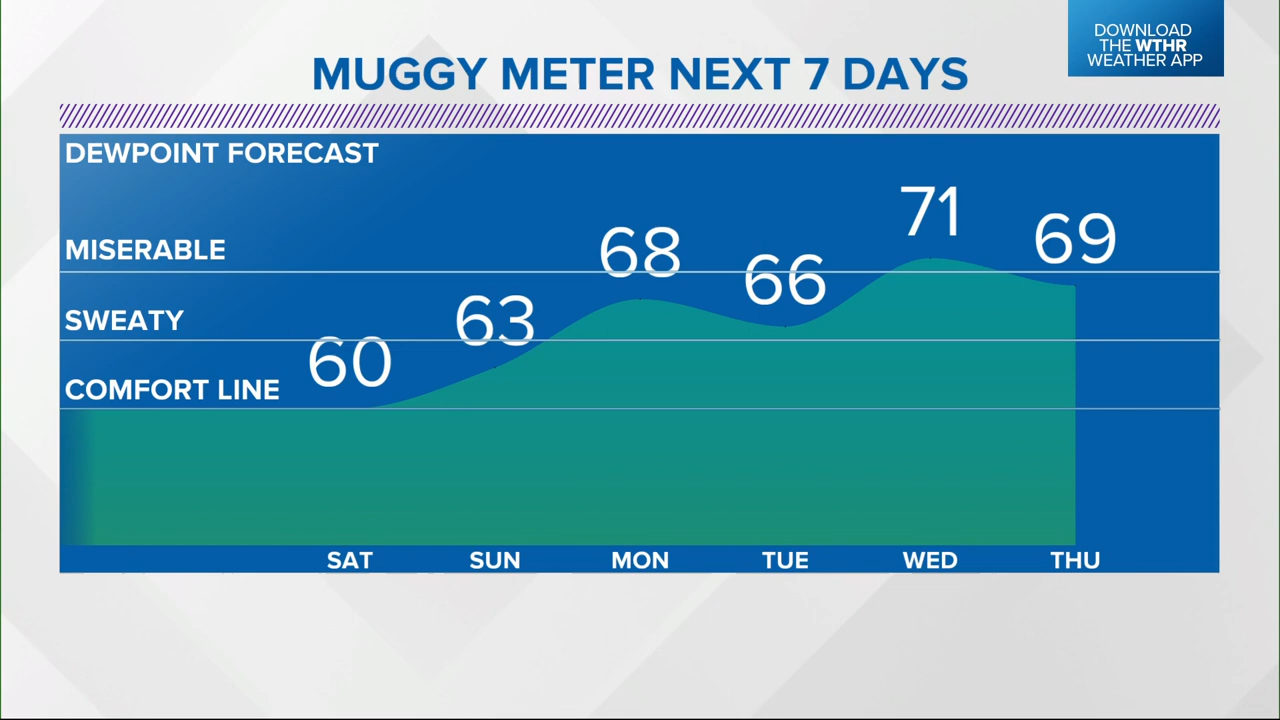 DOWNLOAD
THE WTHR
WEATHER APP
MUGGY METER NEXT 7 DAYS
DEWPOINT FORECAST
71
69
MISERABLE
68
66
SWEATY
63
60
COMFORT LINE
SAT SUN MON TUE WED THU